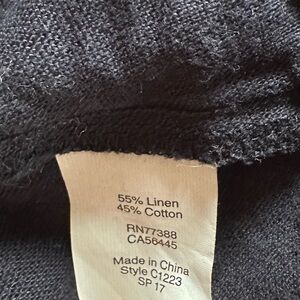 55% Linen
45% Cotton
RN77388
CA56445
Made in China
Style C1223
SP 17